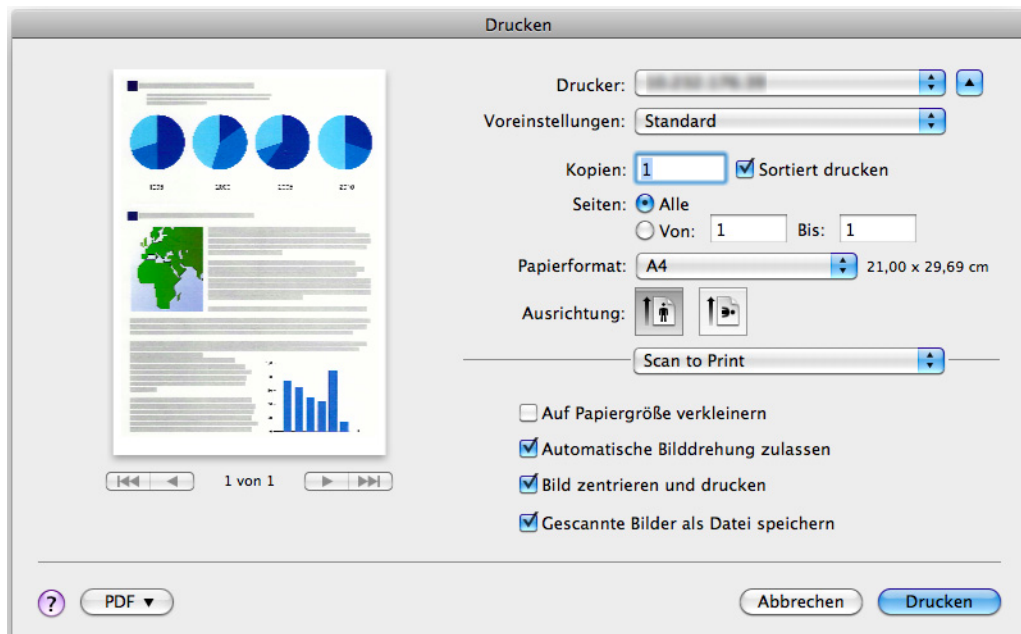 Drucken
Drucker:
Voreinstellungen: Standard
Kopien: 1 Sortiert drucken
Seiten: Alle
Von: 1 Bis: 1
Papierformat: A4 21,00 x 29,69 cm
Ausrichtung:
Scan to Print
Auf Papiergröße verkleinern
Automatische Bilddrehung zulassen
Bild zentrieren und drucken
Gescannte Bilder als Datei speichern
1 von 1
? PDF Abbrechen Drucken